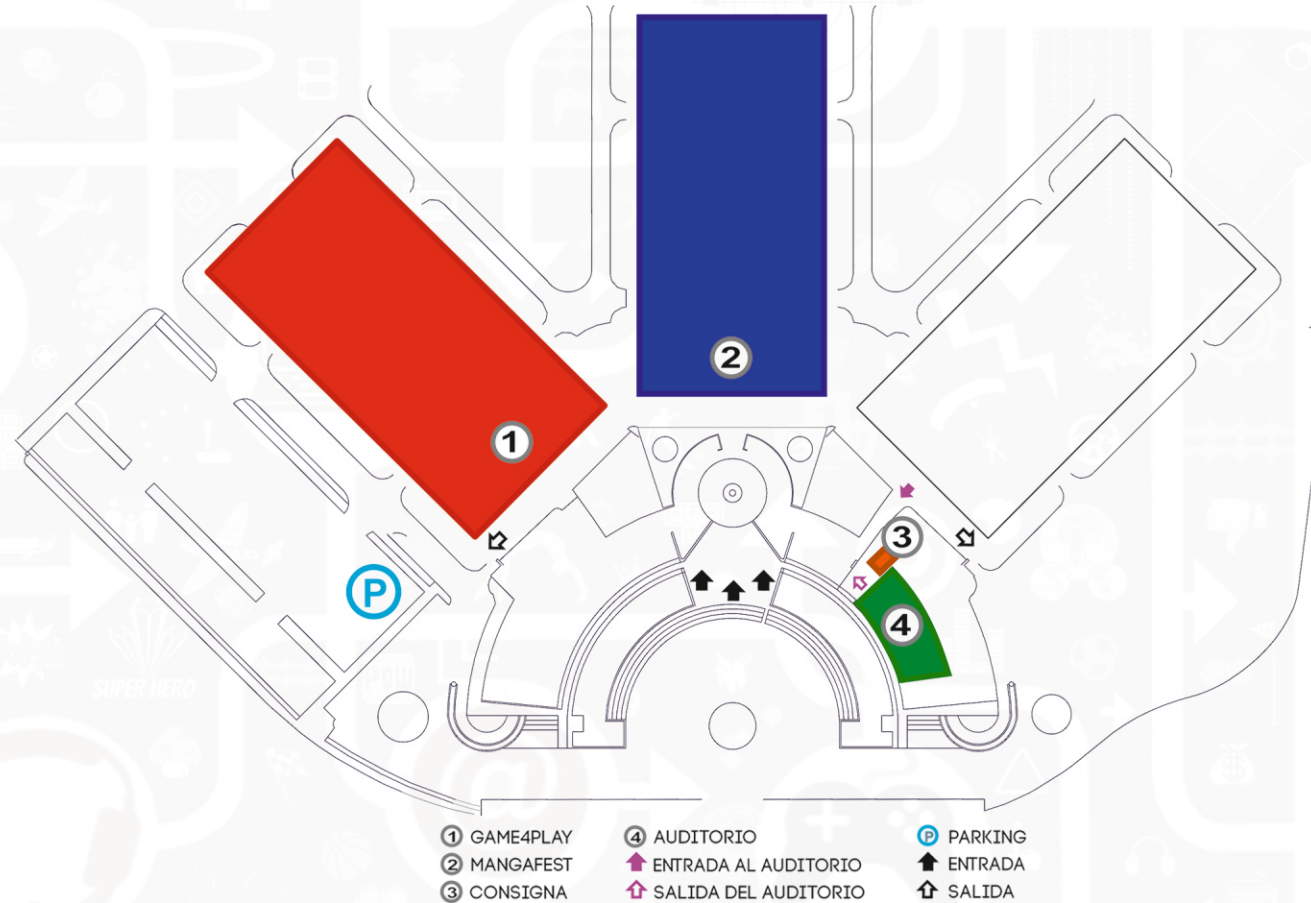 2
1
3
P
4
SUPER HERO
1 GAME4PLAY
2 MANGAFEST
3 CONSIGNA
4 AUDITORIO
ENTRADA AL AUDITORIO
SALIDA DEL AUDITORIO
P PARKING
ENTRADA
SALIDA